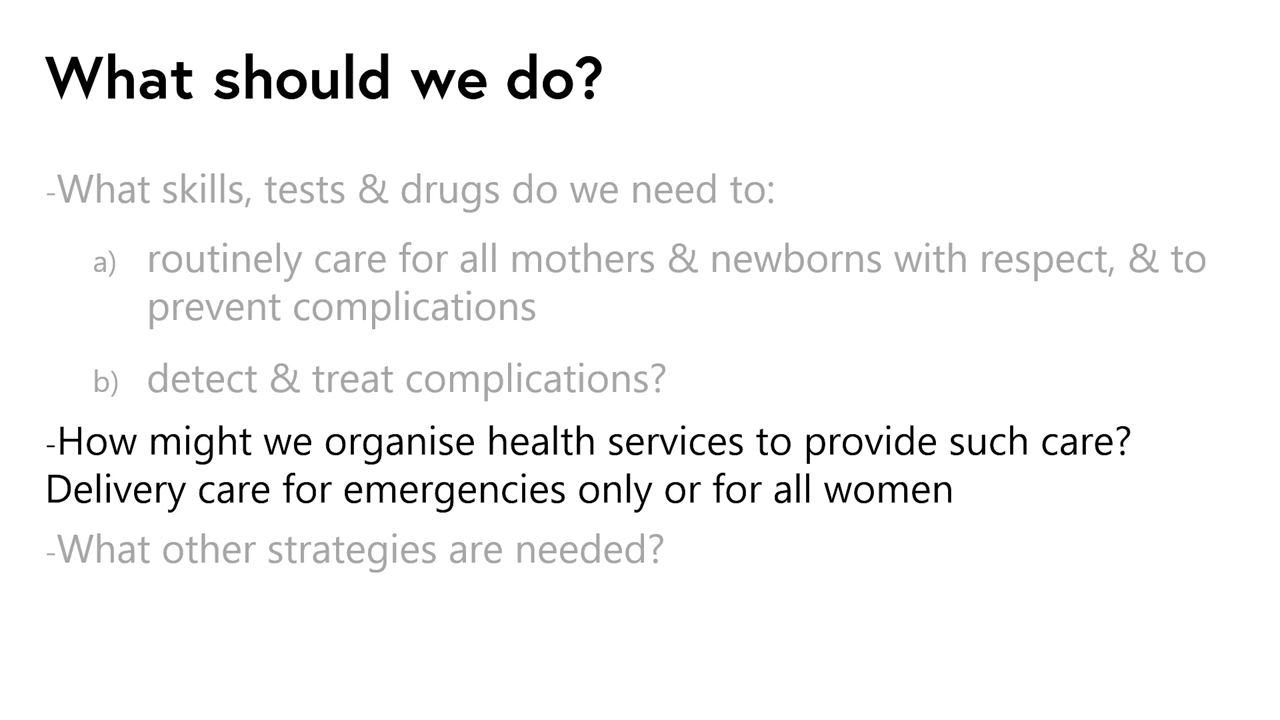 What should we do?
-What skills, tests & drugs do we need to:
a) routinely care for all mothers & newborns with respect, & to
prevent complications
b) detect & treat complications?
-How might we organise health services to provide such care?
Delivery care for emergencies only or for all women
-What other strategies are needed?